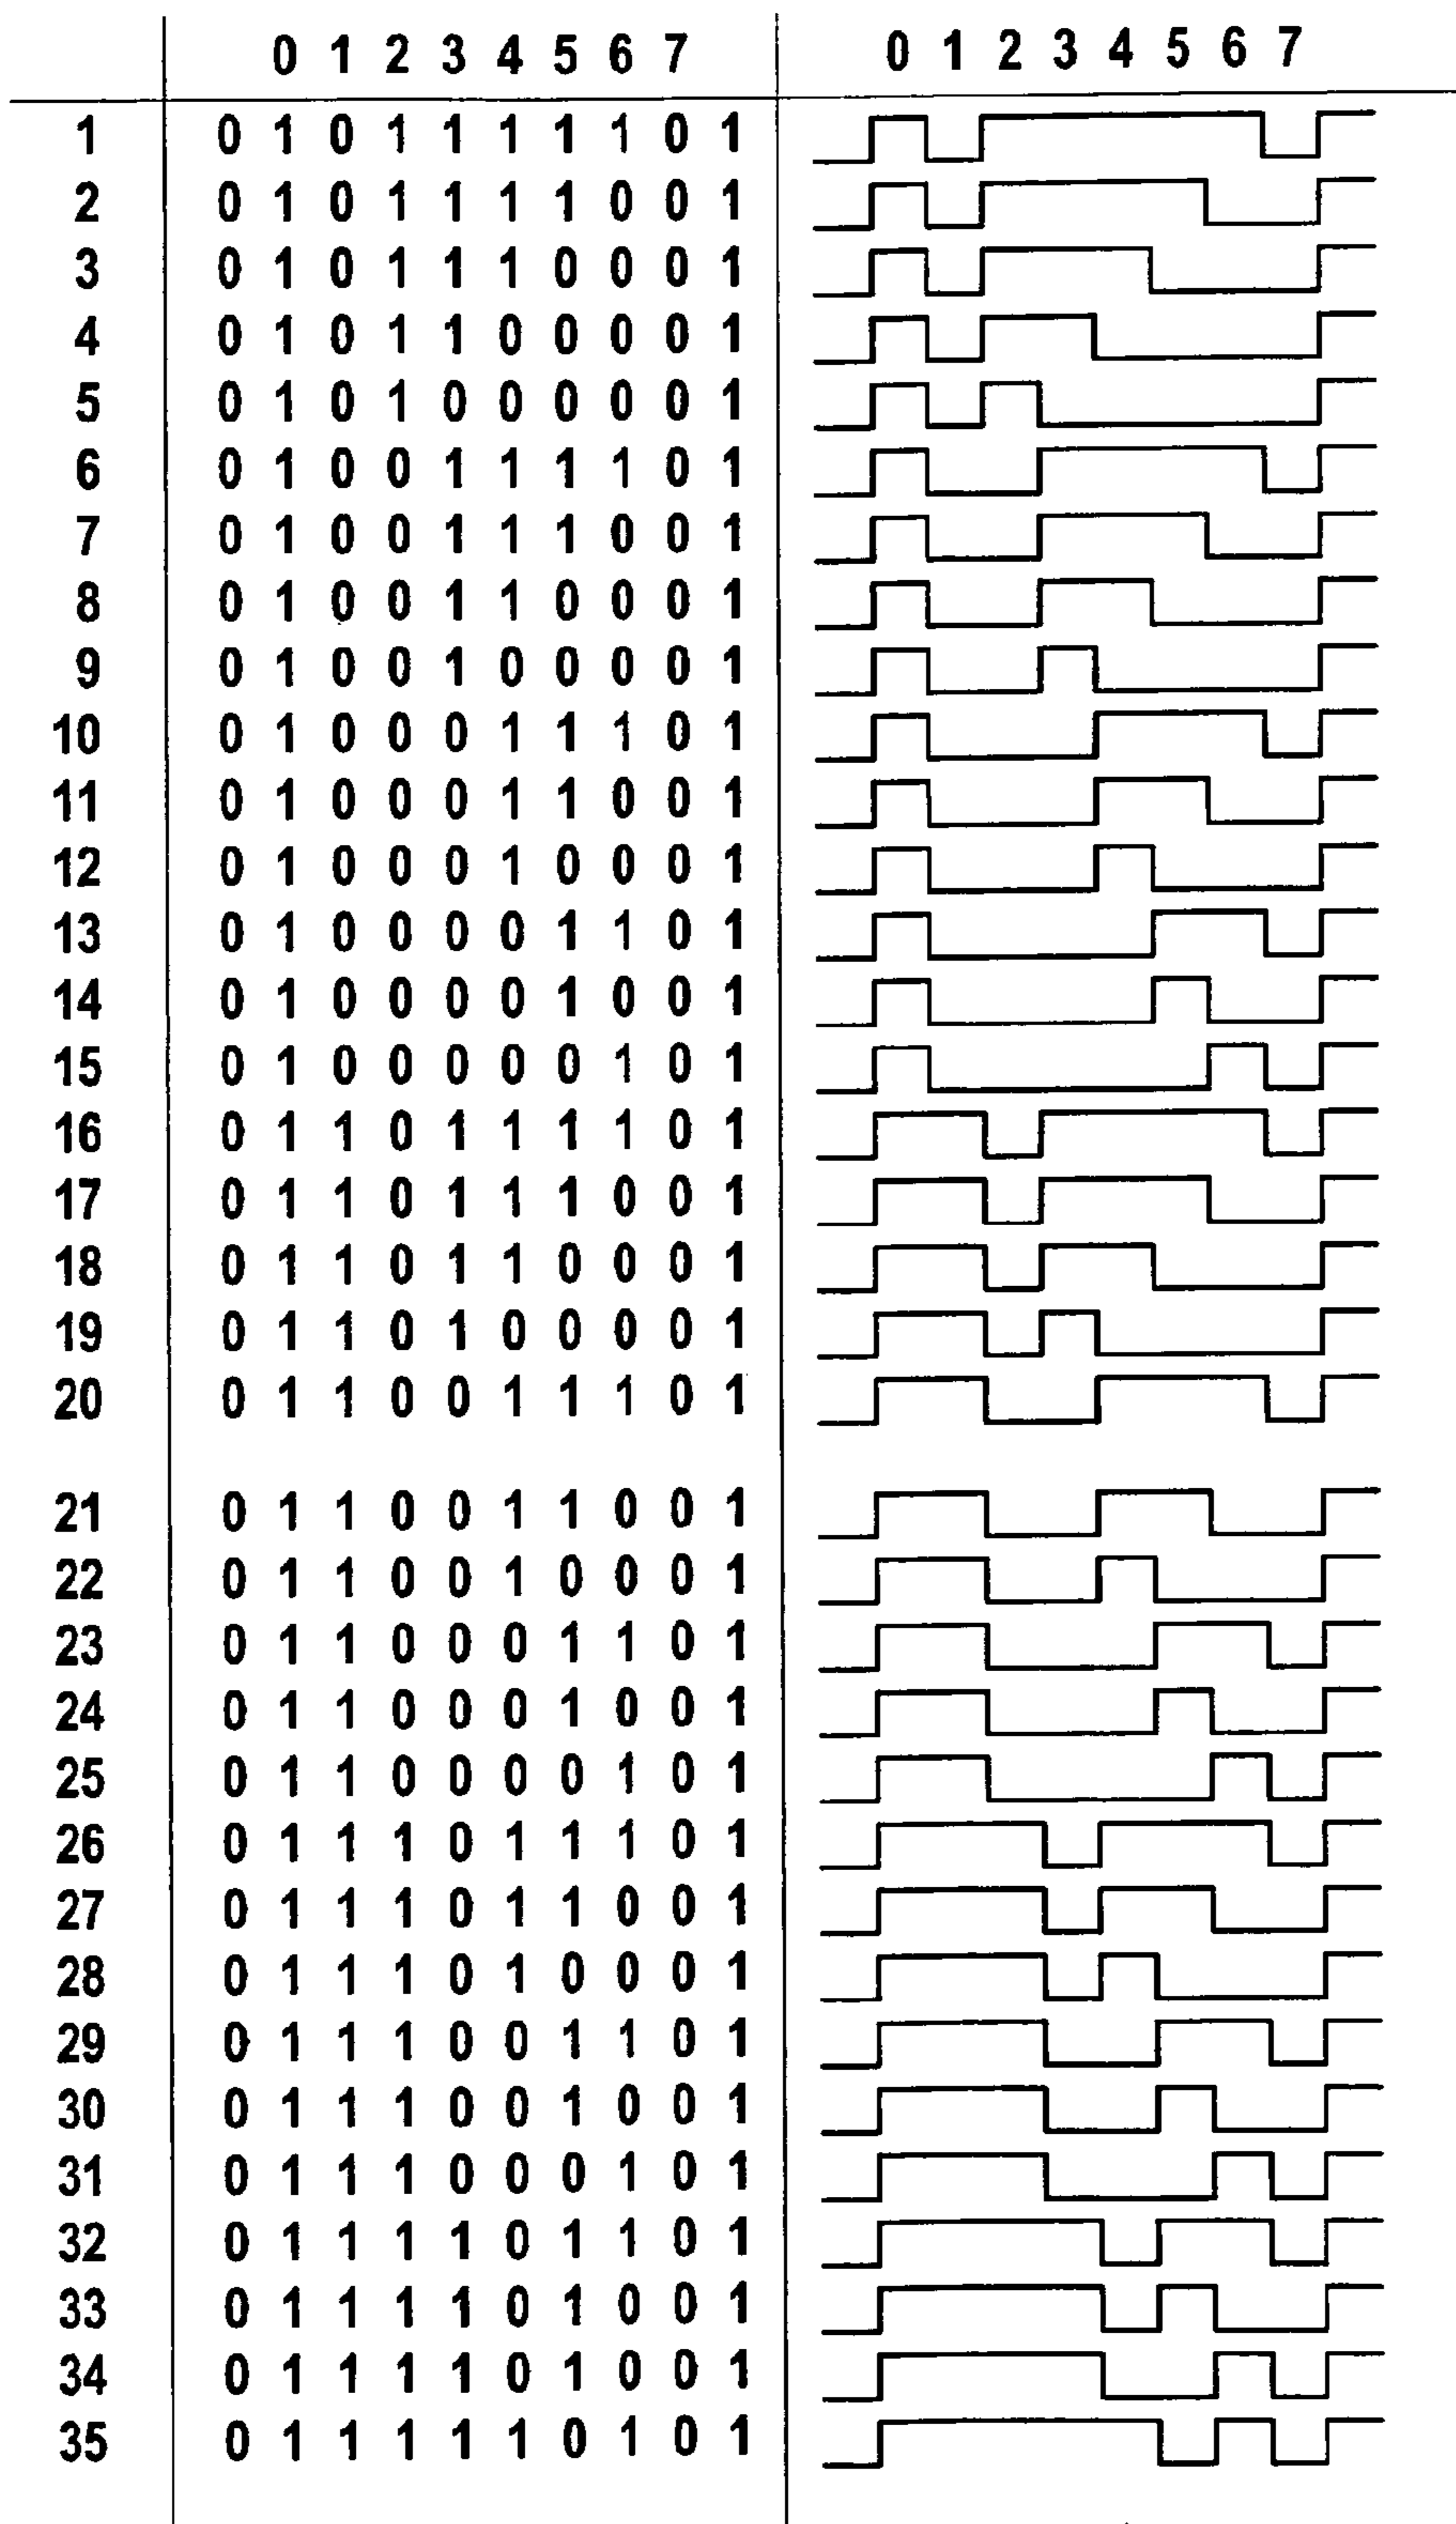 0 1 2 3 4 5 6 7 0 1 2 3 4 5 6 7
1 0 1 0 1 1 1 1 1 0 1
2 0 1 0 1 1 1 1 0 0 1
3 0 1 0 1 1 1 0 0 0 1
4 0 1 0 1 1 0 0 0 0 1
5 0 1 0 1 0 0 0 0 0 1
6 0 1 0 0 1 1 1 1 0 1
7 0 1 0 0 1 1 1 0 0 1
8 0 1 0 0 1 1 0 0 0 1
9 0 1 0 0 1 0 0 0 0 1
10 0 1 0 0 0 1 1 1 0 1
11 0 1 0 0 0 1 1 0 0 1
12 0 1 0 0 0 1 0 0 0 1
13 0 1 0 0 0 0 1 1 0 1
14 0 1 0 0 0 0 1 0 0 1
15 0 1 0 0 0 0 0 1 0 1
16 0 1 1 0 1 1 1 1 0 1
17 0 1 1 0 1 1 1 0 0 1
18 0 1 1 0 1 1 0 0 0 1
19 0 1 1 0 1 0 0 0 0 1
20 0 1 1 0 0 1 1 1 0 1
21 0 1 1 0 0 1 1 0 0 1
22 0 1 1 0 0 1 0 0 0 1
23 0 1 1 0 0 0 1 1 0 1
24 0 1 1 0 0 0 1 0 0 1
25 0 1 1 0 0 0 0 1 0 1
26 0 1 1 1 0 1 1 1 0 1
27 0 1 1 1 0 1 1 0 0 1
28 0 1 1 1 0 1 0 0 0 1
29 0 1 1 1 0 0 1 1 0 1
30 0 1 1 1 0 0 1 0 0 1
31 0 1 1 1 0 0 0 1 0 1
32 0 1 1 1 1 0 1 1 0 1
33 0 1 1 1 1 0 1 0 0 1
34 0 1 1 1 1 0 1 0 0 1
35 0 1 1 1 1 1 0 1 0 1